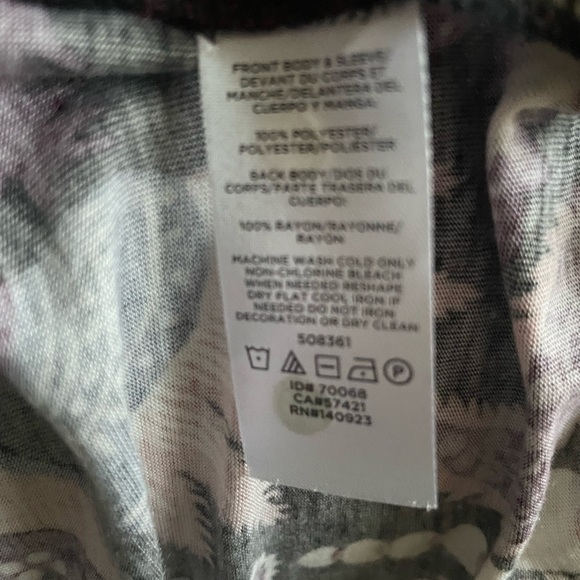 FRONT BODY & SLEEVE/
DEVANT DU CORPS ET
MANCHE/DELANTERA DEL
CUERPO Y MANGA:
100% POLYESTER/
POLYESTER/POLIÉSTER
BACK BODY/DOS DU
CORPS/PARTE TRASERA DEL
CUERPO:
100% RAYON/RAYONNE/
RAYÓN
MACHINE WASH COLD ONLY
NON-CHLORINE BLEACH
WHEN NEEDED RESHAPE
DRY FLAT COOL IRON IF
NEEDED DO NOT IRON
DECORATION OR DRY CLEAN
508361
P
ID# 70068
CA#57421
RN#140923